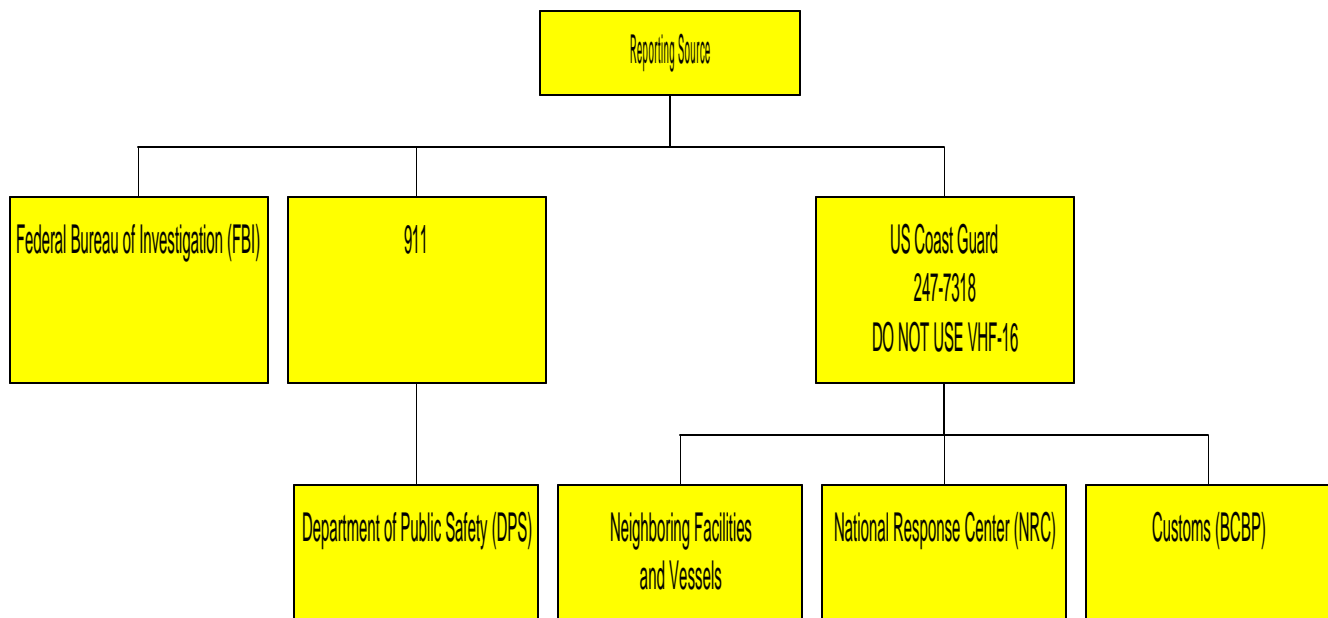 Reporting Source
Federal Bureau of Investigation (FBI)
911
US Coast Guard
247-7318
DO NOT USE VHF-16
Department of Public Safety (DPS)
Neighboring Facilities
and Vessels
National Response Center (NRC)
Customs (BCBP)